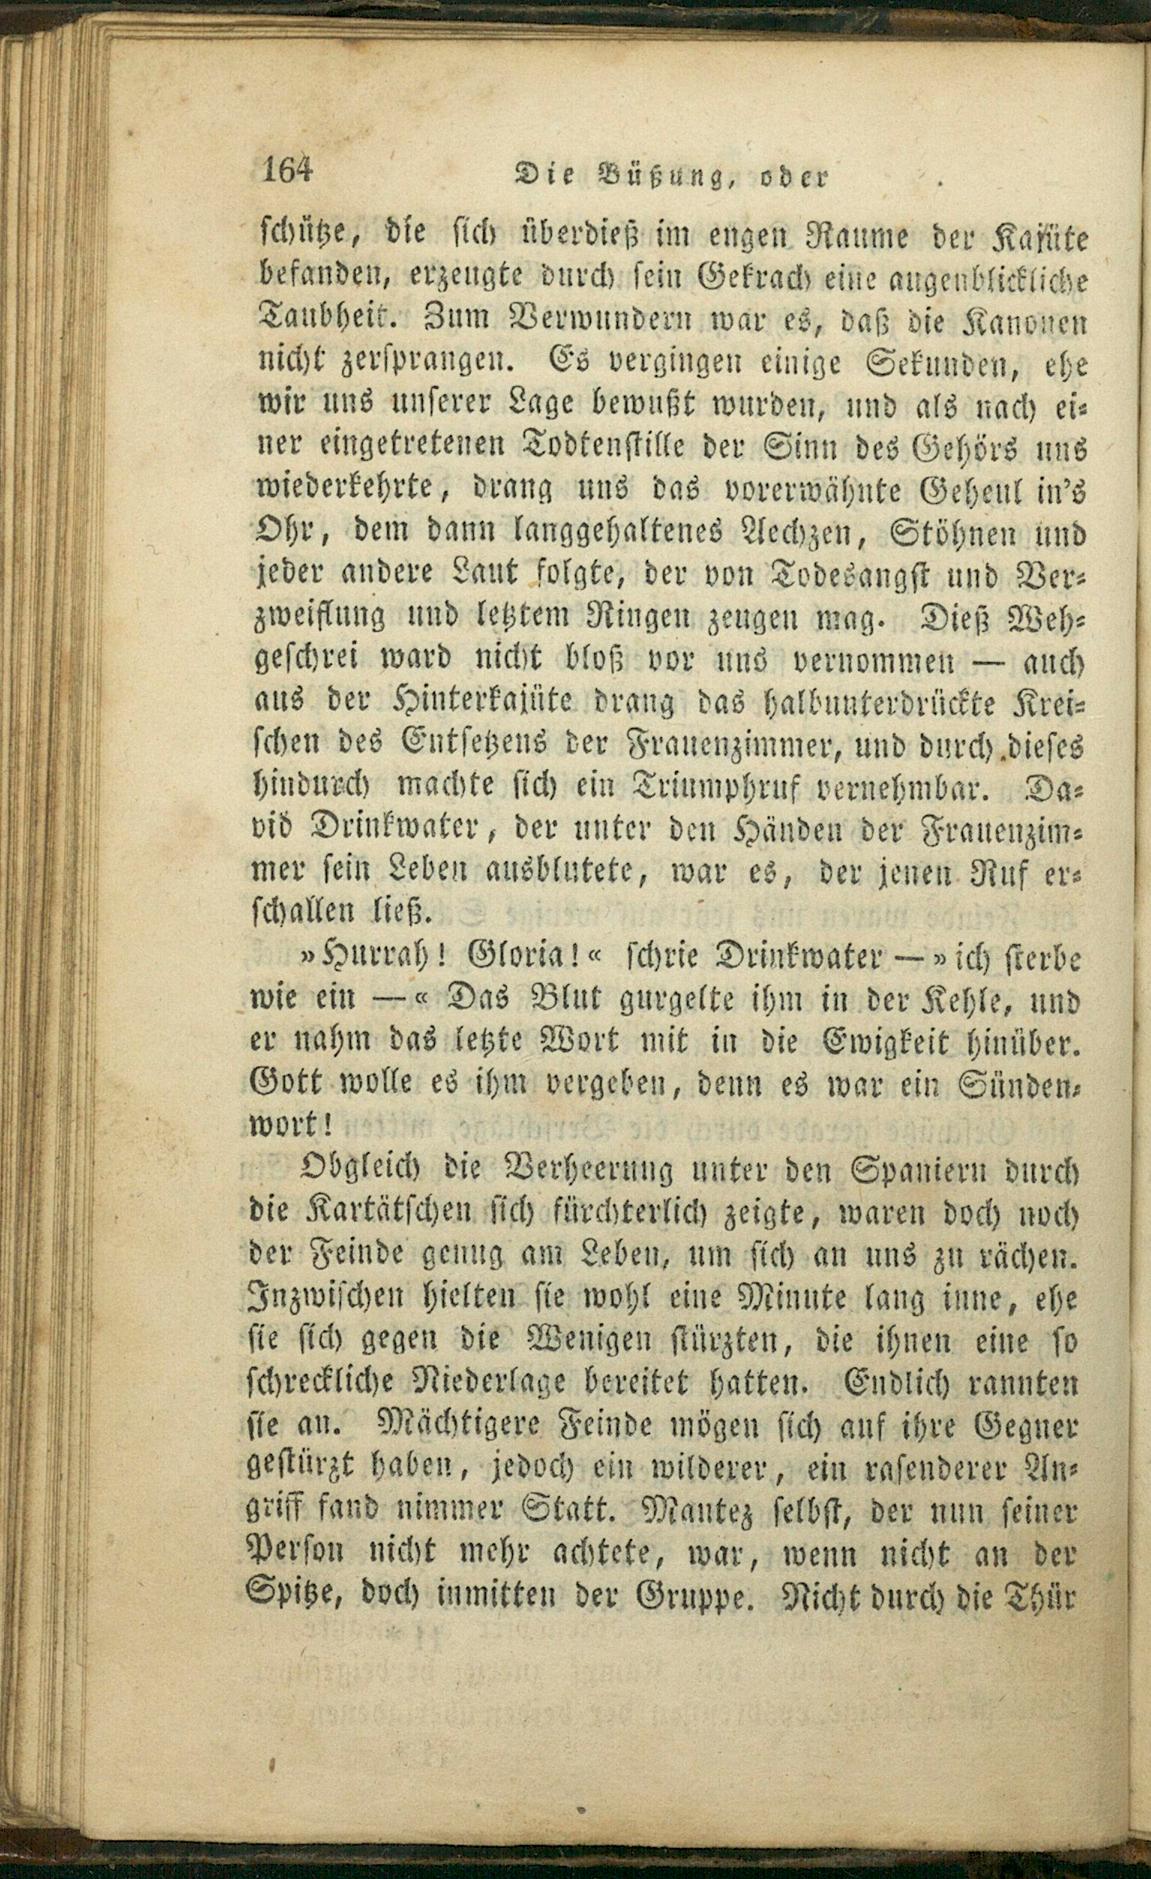 164 Die Büßung, oder
schütze, die sich überdieß im engen Raume der Kajüte
befanden, erzeugte durch sein Gekrach eine augenblickliche
Taubheit. Zum Verwundern war es, daß die Kanonen
nicht zersprangen. Es vergingen einige Sekunden, ehe
wir uns unserer Lage bewußt wurden, und als nach ei-
ner eingetretenen Todtenstille der Sinn des Gehörs uns
wiederkehrte, drang uns das vorerwähnte Geheul in's
Ohr, dem dann langgehaltenes Aechzen, Stöhnen und
jeder andere Laut folgte, der von Todesangst und Ver-
zweiflung und letztem Ringen zeugen mag. Dieß Weh-
geschrei ward nicht bloß vor uns vernommen — auch
aus der Hinterkajüte drang das halbunterdrückte Krei-
schen des Entsetzens der Frauenzimmer, und durch dieses
hindurch machte sich ein Triumphruf vernehmbar. Da-
vid Drinkwater, der unter den Händen der Frauenzim-
mer sein Leben ausblutete, war es, der jenen Ruf er-
schallen ließ.
»Hurrah! Gloria!« schrie Drinkwater — »ich sterbe
wie ein —« Das Blut gurgelte ihm in der Kehle, und
er nahm das letzte Wort mit in die Ewigkeit hinüber.
Gott wolle es ihm vergeben, denn es war ein Sünden-
wort!
Obgleich die Verheerung unter den Spaniern durch
die Kartätschen sich fürchterlich zeigte, waren doch noch
der Feinde genug am Leben, um sich an uns zu rächen.
Inzwischen hielten sie wohl eine Minute lang inne, ehe
sie sich gegen die Wenigen stürzten, die ihnen eine so
schreckliche Niederlage bereitet hatten. Endlich rannten
sie an. Mächtigere Feinde mögen sich auf ihre Gegner
gestürzt haben, jedoch ein wilderer, ein rasenderer An-
griff fand nimmer Statt. Mantez selbst, der nun seiner
Person nicht mehr achtete, war, wenn nicht an der
Spitze, doch inmitten der Gruppe. Nicht durch die Thür